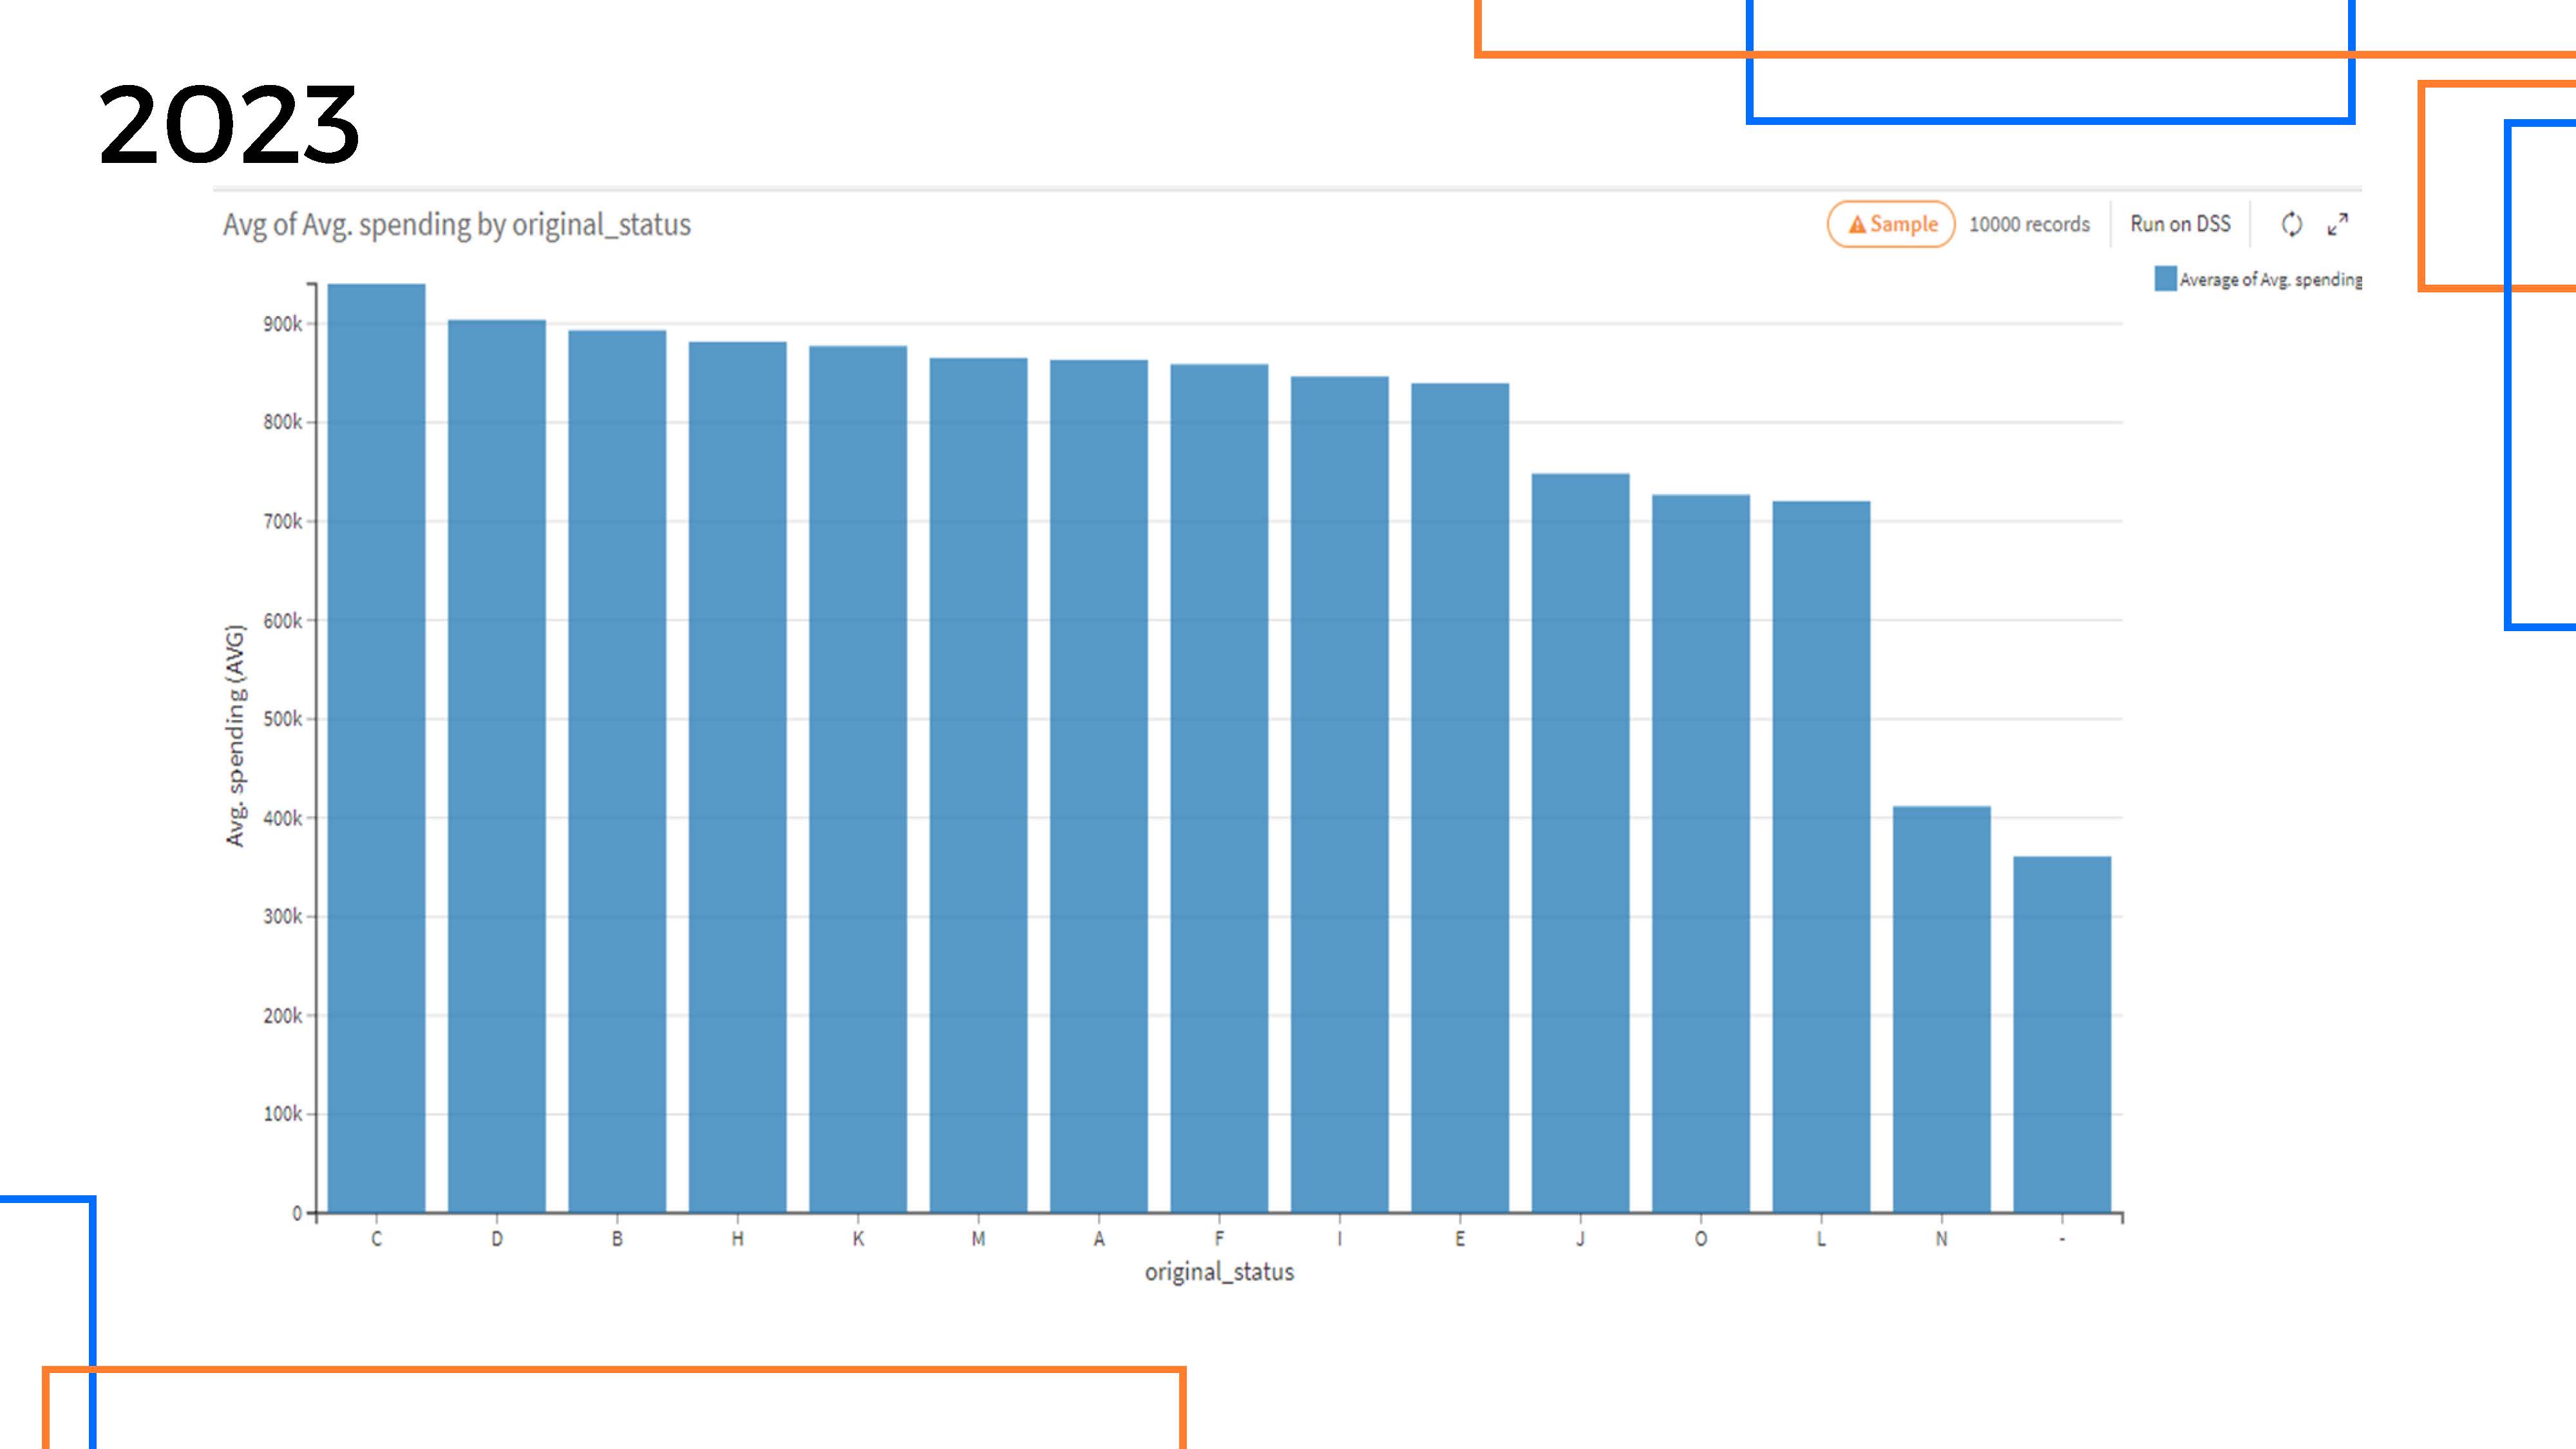 2023
Avg of Avg. spending by original_status
Sample 10000 records Run on DSS
Average of Avg. spending
900k
800k
700k
600k
500k
400k
300k
200k
100k
0
Avg. spending (AVG)
C D B H K M A F I E J O L N -
original_status